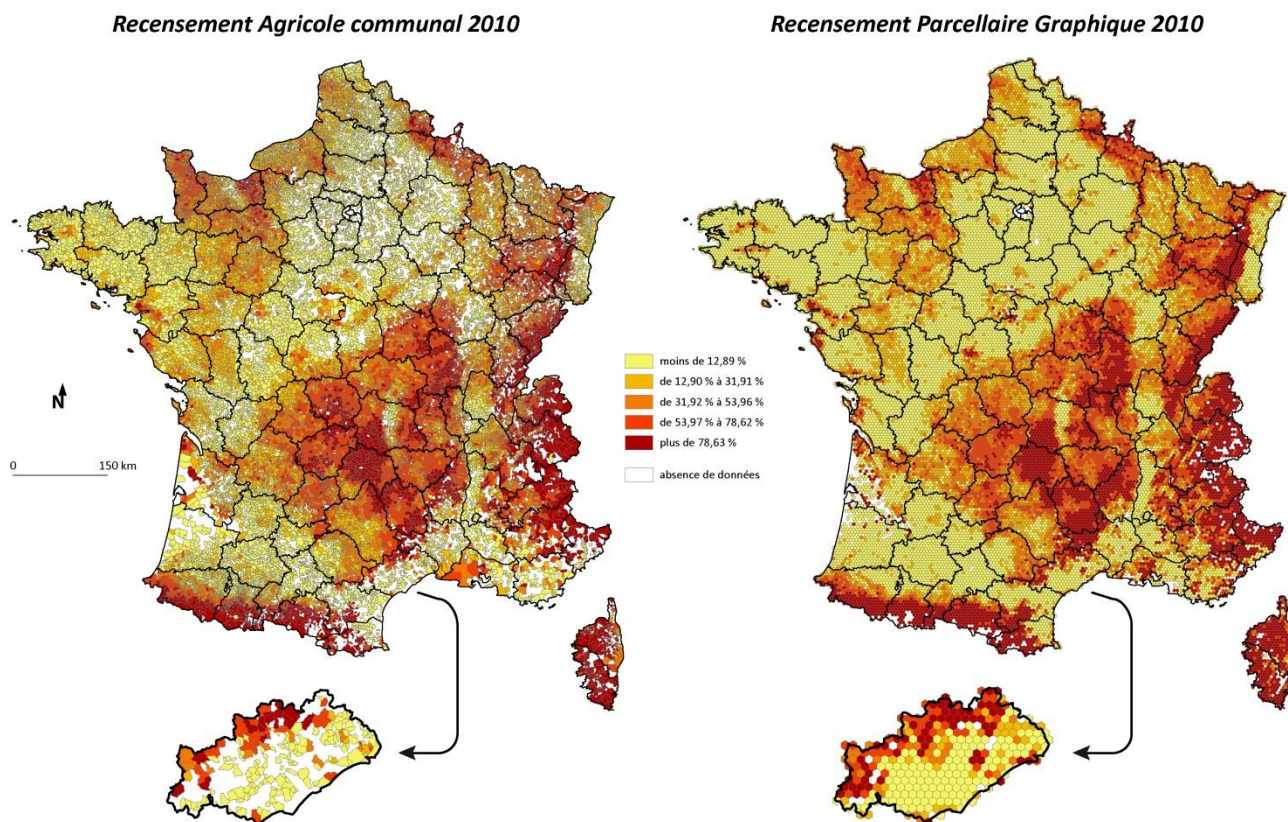 Recensement Agricole communal 2010
Recensement Parcellaire Graphique 2010
N
0 150 km
moins de 12,89 %
de 12,90 % à 31,91 %
de 31,92 % à 53,96 %
de 53,97 % à 78,62 %
plus de 78,63 %
absence de données